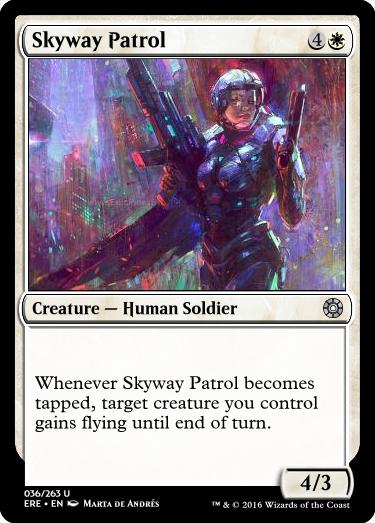 Skyway Patrol 4
Creature — Human Soldier
Whenever Skyway Patrol becomes
tapped, target creature you control
gains flying until end of turn.
4/3
036/263 U
ERE • EN Marta de Andrés
™ & © 2016 Wizards of the Coast